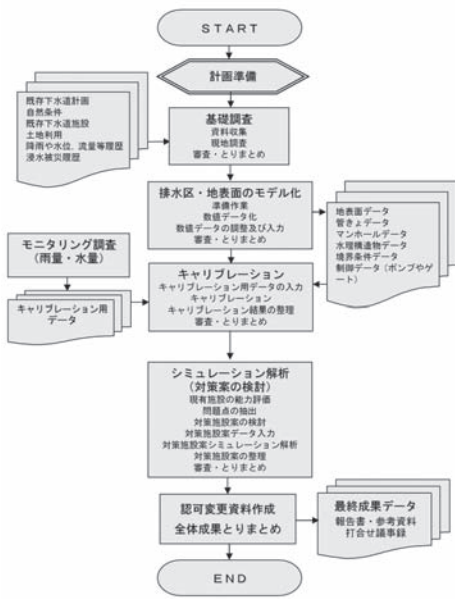 START
計画準備
既存下水道計画
自然条件
既存下水道施設
土地利用
降雨や水位、流量等履歴
浸水被災履歴
基礎調査
資料収集
現地調査
審査・とりまとめ
排水区・地表面のモデル化
準備作業
数値データ化
数値データの調整及び入力
審査・とりまとめ
地表面データ
管きょデータ
マンホールデータ
水理構造物データ
境界条件データ
制御データ（ポンプやゲ
ート）
モニタリング調査
（雨量・水量）
キャリブレーション用
データ
キャリブレーション
キャリブレーション用データの入力
キャリブレーション
キャリブレーション結果の整理
審査・とりまとめ
シミュレーション解析
（対策案の検討）
現有施設の能力評価
問題点の抽出
対策施設案の検討
対策施設案データ入力
対策施設案シミュレーション解析
対策施設案の整理
審査・とりまとめ
認可変更資料作成
全体成果とりまとめ
最終成果データ
報告書・参考資料
打合せ議事録
END